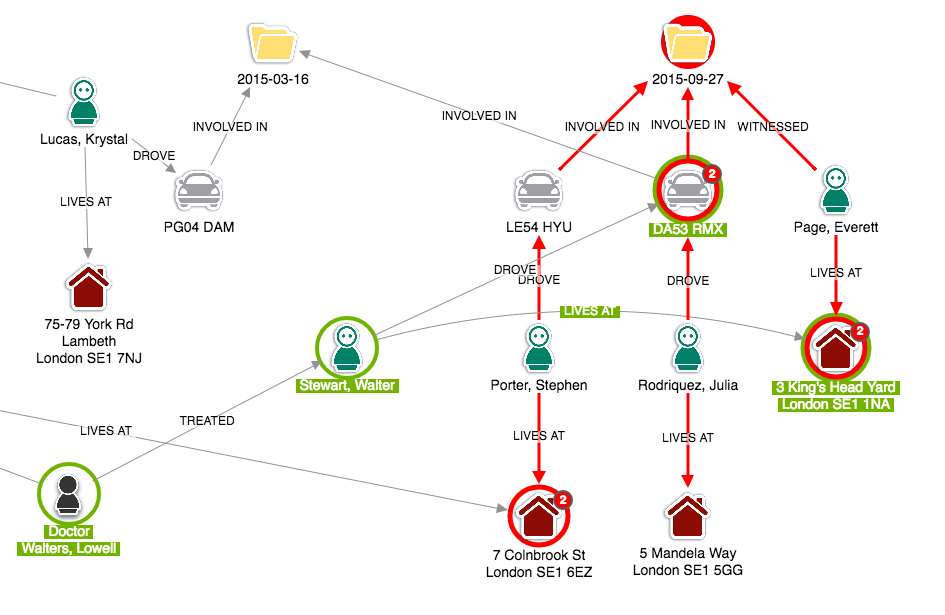 2015-03-16
2015-09-27
INVOLVED IN
INVOLVED IN
INVOLVED IN
INVOLVED IN
WITNESSED
Lucas, Krystal
DROVE
2
LIVES AT
PG04 DAM
LE54 HYU
DA53 RMX
Page, Everett
DROVE
DROVE
DROVE
LIVES AT
LIVES AT
75-79 York Rd
Lambeth
London SE1 7NJ
2
Stewart, Walter
Porter, Stephen
Rodriquez, Julia
3 King's Head Yard
London SE1 1NA
TREATED
LIVES AT
LIVES AT
LIVES AT
2
Doctor
Walters, Lowell
7 Colnbrook St
London SE1 6EZ
5 Mandela Way
London SE1 5GG